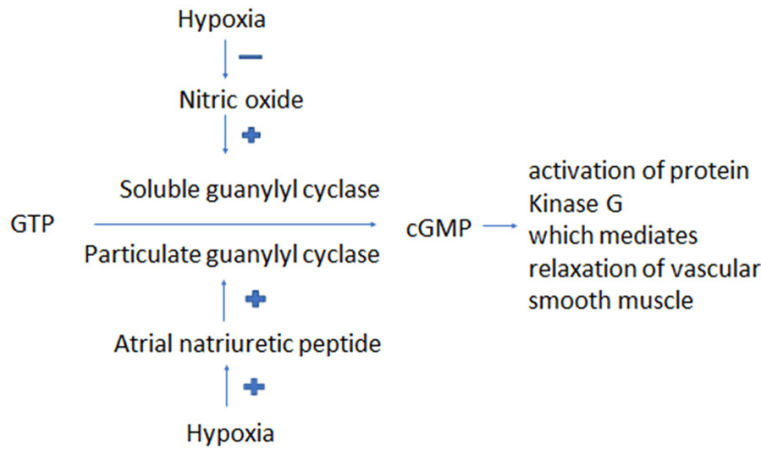 Hypoxia
−
Nitric oxide
+
Soluble guanylyl cyclase
GTP
Particulate guanylyl cyclase
cGMP
activation of protein
Kinase G
which mediates
relaxation of vascular
smooth muscle
+
Atrial natriuretic peptide
+
Hypoxia